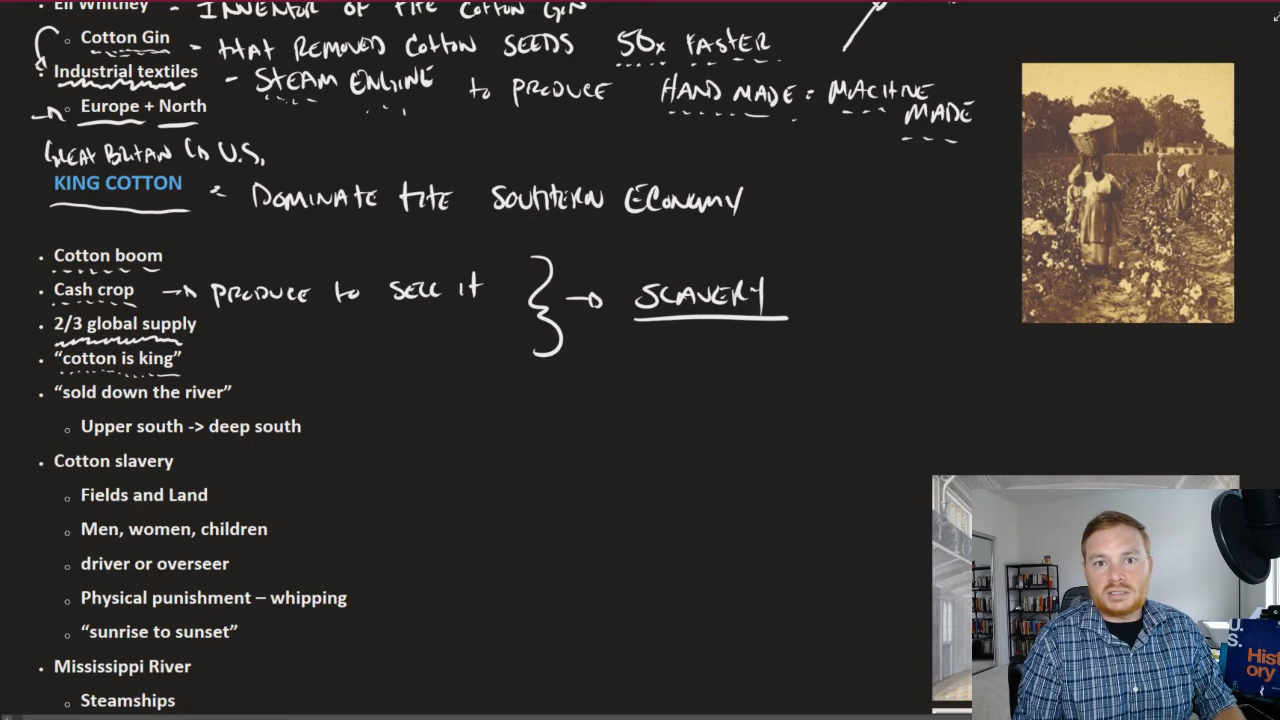 Eli Whitney - INVENTOR OF THE COTTON GIN
Cotton Gin - THAT REMOVED COTTON SEEDS 50x FASTER
Industrial textiles - STEAM ENGINE to PRODUCE HAND MADE : MACHINE MADE
Europe + North
GREAT BRITAN U.S.
KING COTTON = DOMINATE THE SOUTHERN ECONOMY
Cotton boom
Cash crop → PRODUCE to SELL IT } → SLAVERY
2/3 global supply
“cotton is king”
“sold down the river”
Upper south -> deep south
Cotton slavery
Fields and Land
Men, women, children
driver or overseer
Physical punishment – whipping
“sunrise to sunset”
Mississippi River
Steamships
U.S.
History